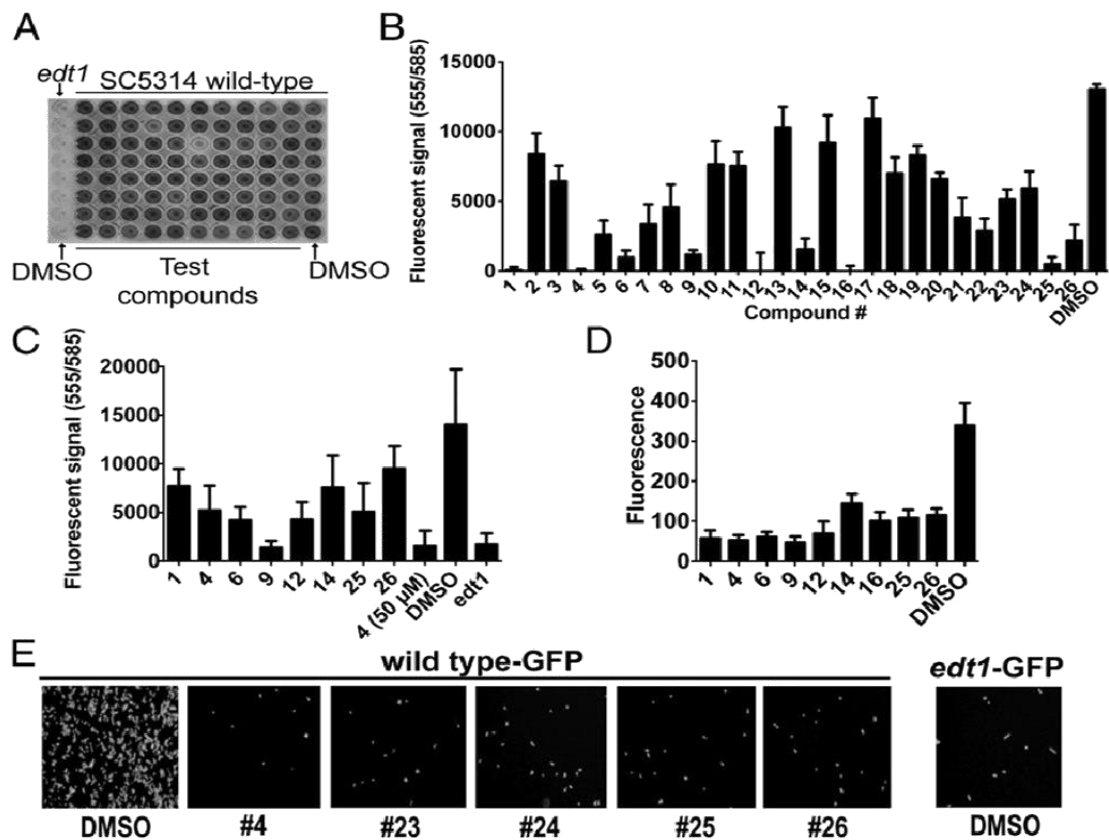 A
edt1
SC5314 wild-type
DMSO
Test
compounds
DMSO
B
Fluorescent signal (555/585)
15000
10000
5000
0
1 2 3 4 5 6 7 8 9 10 11 12 13 14 15 16 17 18 19 20 21 22 23 24 25 26 DMSO
Compound #
C
Fluorescent signal (555/585)
20000
15000
10000
5000
0
1 4 6 9 12 14 25 26 4 (50 µM) DMSO edt1
D
Fluorescence
500
400
300
200
100
0
1 4 6 9 12 14 16 25 26 DMSO
E
wild type-GFP
edt1-GFP
DMSO #4 #23 #24 #25 #26 DMSO